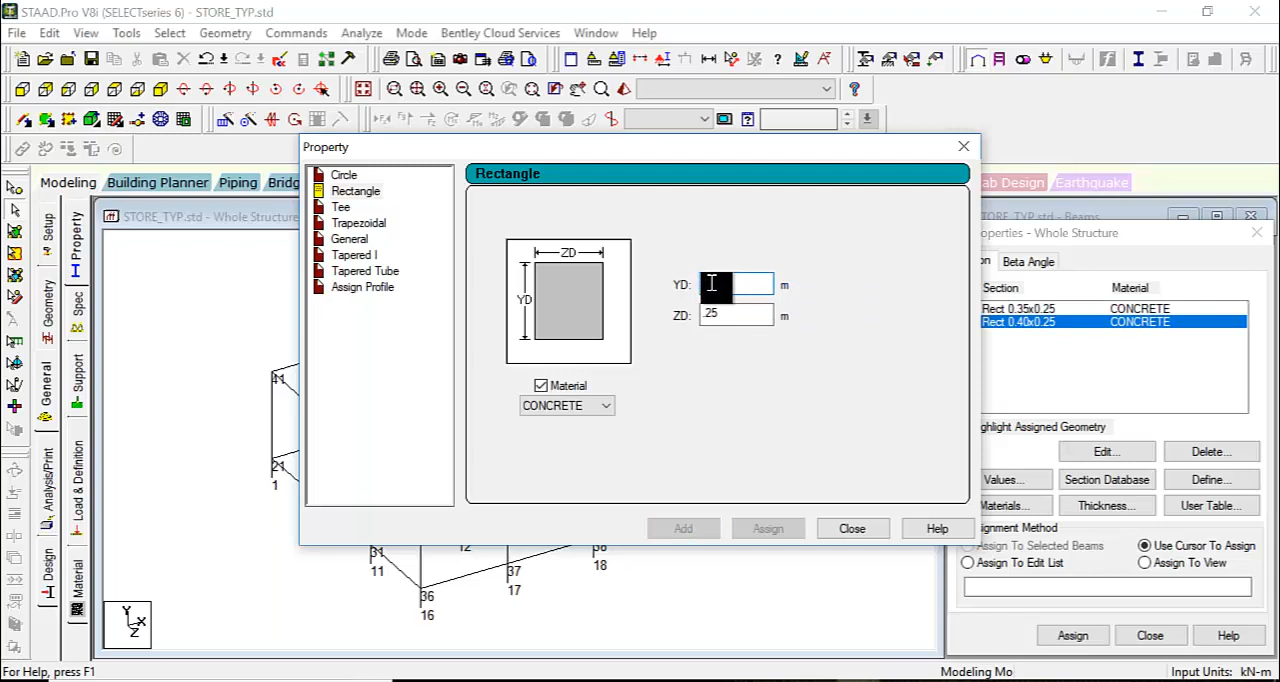 STAAD.Pro V8i (SELECTseries 6) - STORE_TYP.std
File Edit View Tools Select Geometry Commands Analyze Mode Bentley Cloud Services Window Help
Modeling Building Planner Piping Bridg
ab Design Earthquake
Setup
Geometry
General
Analysis/Print
Design
Property
Spec
Support
Load & Definition
Material
STORE_TYP.std - Whole Structure
TORE_TYP.std - Beams
Property
Circle
Rectangle
Tee
Trapezoidal
General
Tapered I
Tapered Tube
Assign Profile
Rectangle
ZD
YD
YD: m
ZD: .25 m
Material
CONCRETE
Add Assign Close Help
operties - Whole Structure
on Beta Angle
Section Material
Rect 0.35x0.25 CONCRETE
Rect 0.40x0.25 CONCRETE
ghlight Assigned Geometry
Edit... Delete...
Values... Section Database Define...
Materials... Thickness... User Table...
ignment Method
Assign To Selected Beams Use Cursor To Assign
Assign To Edit List Assign To View
Assign Close Help
41
21
1
31
11
12
36
16
37
17
38
18
Y
X
Z
For Help, press F1
Modeling Mo
Input Units: kN-m